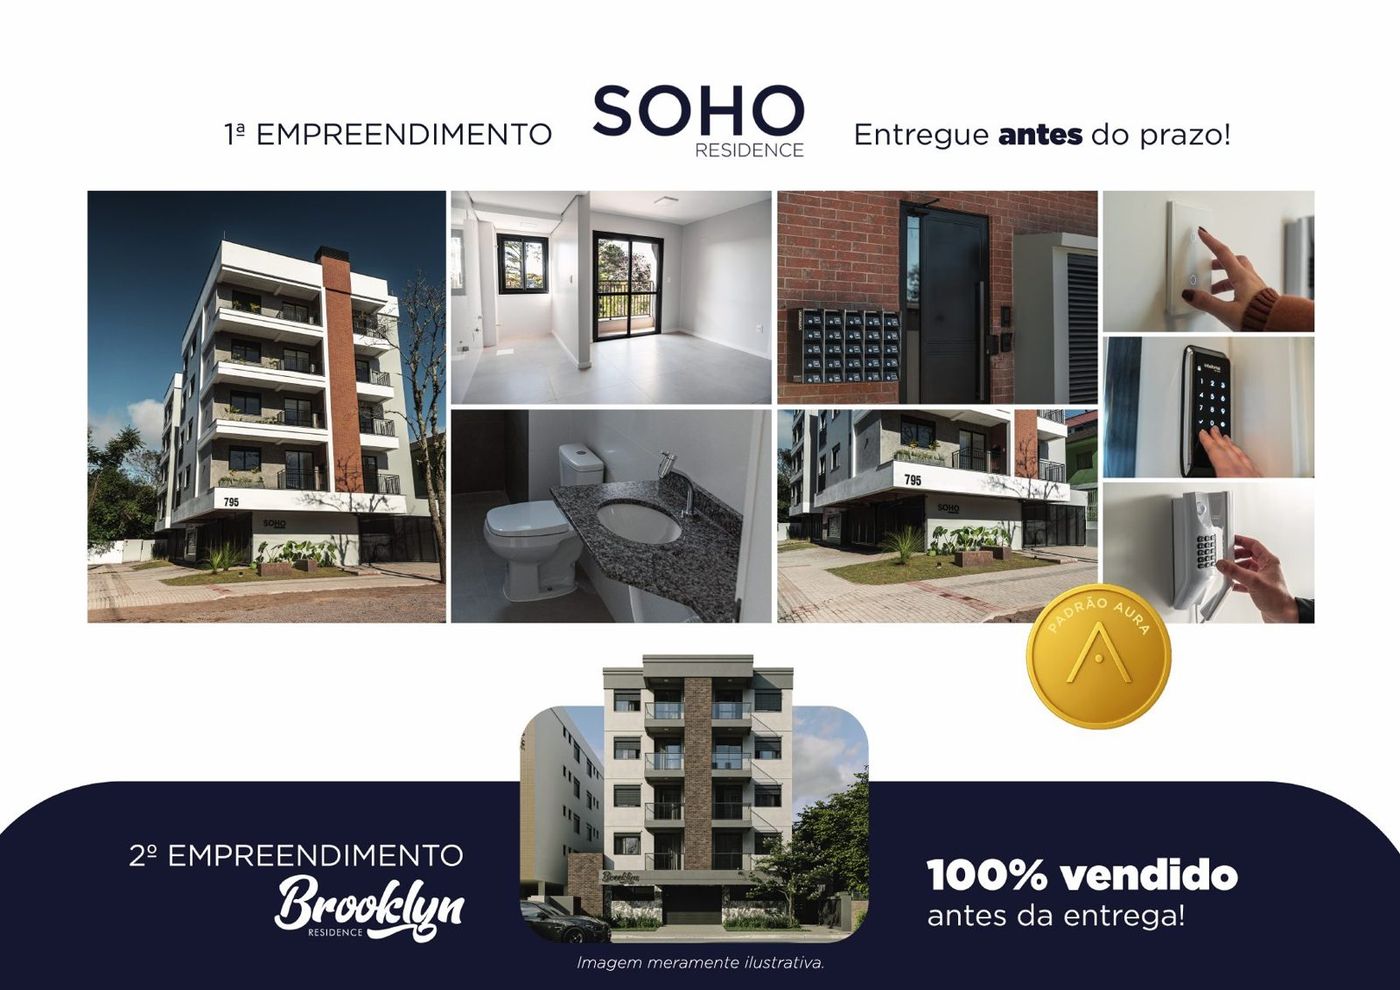 1ª EMPREENDIMENTO
SOHO
RESIDENCE
Entregue antes do prazo!
795
SOHO
795
SOHO
PADRÃO AURA
2º EMPREENDIMENTO
Brooklyn
RESIDENCE
Brooklyn
100% vendido
antes da entrega!
Imagem meramente ilustrativa.